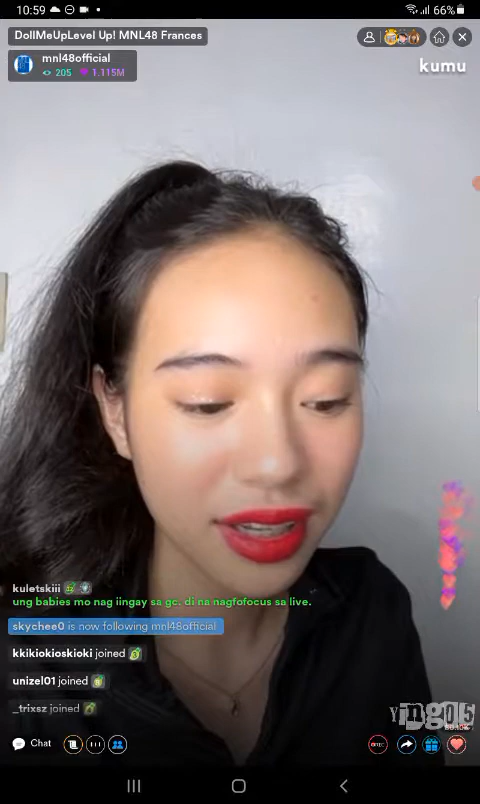 10:59
66%
DollMeUpLevel Up! MNL48 Frances
mnl48official
205 1.115M
kumu
kuletskiii
ung babies mo nag iingay sa gc. di na nagfofocus sa live.
skychee0 is now following mnl48official
kkikiokioskioki joined
unizel01 joined
_trixsz joined
Chat